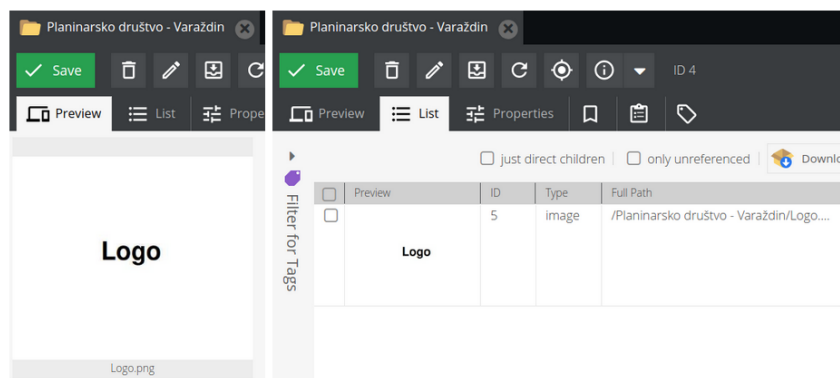 Planinarsko društvo - Varaždin
Save
Preview
List
Prope
Logo
Logo.png
Planinarsko društvo - Varaždin
Save
ID 4
Preview
List
Properties
Filter for Tags
just direct children
only unreferenced
Downlo
Preview ID Type Full Path
5 image /Planinarsko društvo - Varaždin/Logo....
Logo